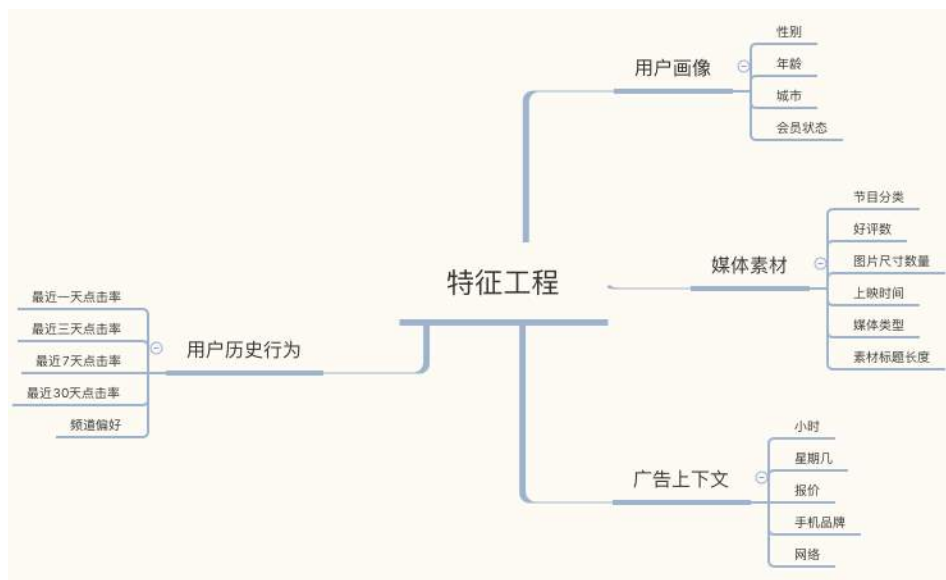 特征工程
用户画像
性别
年龄
城市
会员状态
媒体素材
节目分类
好评数
图片尺寸数量
上映时间
媒体类型
素材标题长度
广告上下文
小时
星期几
报价
手机品牌
网络
用户历史行为
最近一天点击率
最近三天点击率
最近7天点击率
最近30天点击率
频道偏好